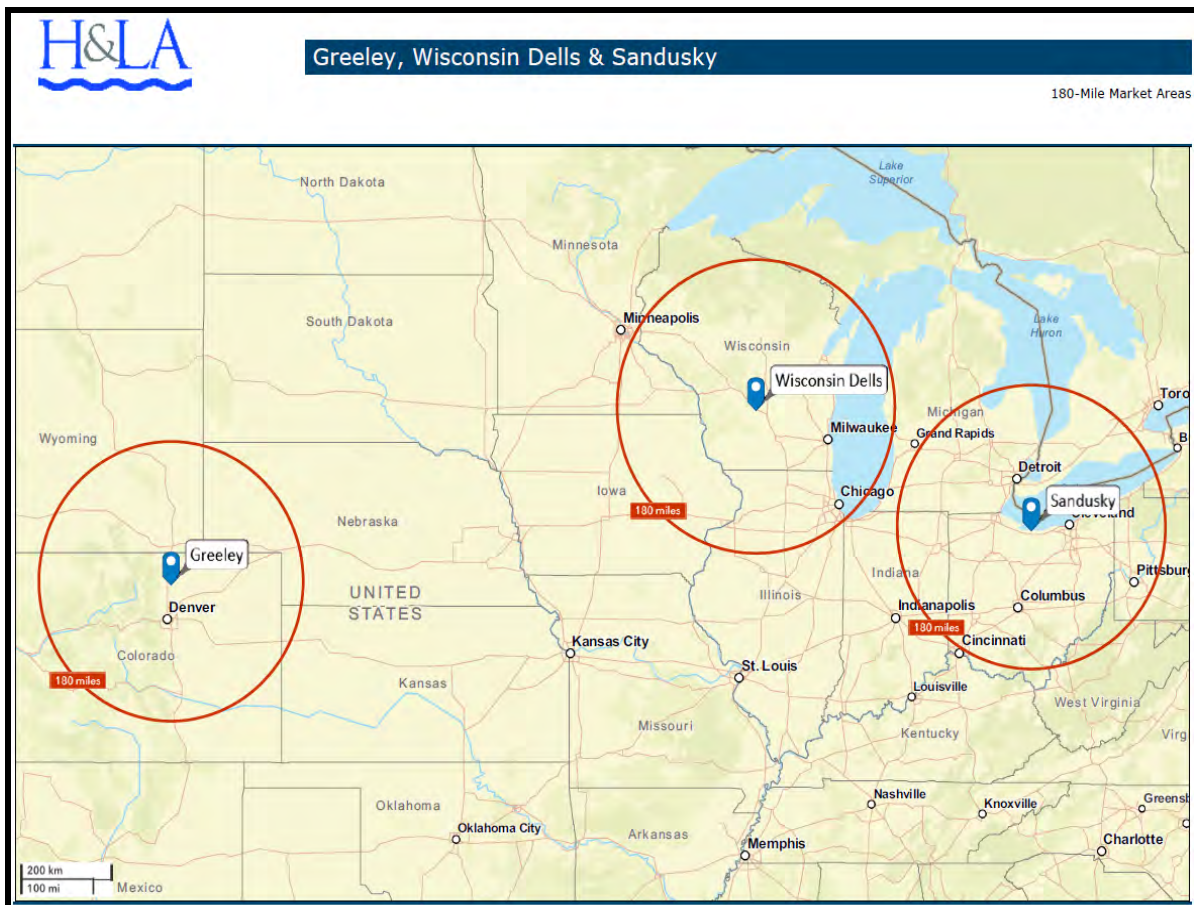 H&LA
Greeley, Wisconsin Dells & Sandusky
180-Mile Market Areas
Lake
Superior
North Dakota
Minnesota
Minneapolis
South Dakota
Lake
Huron
Wisconsin
Wisconsin Dells
Toro
Michigan
Milwaukee
Grand Rapids
B
Wyoming
Detroit
Chicago
Iowa
Sandusky
180 miles
Cleveland
Nebraska
Greeley
Indiana
Pittsburg
UNITED
STATES
Illinois
Denver
Indianapolis
Columbus
180 miles
Kansas City
Cincinnati
Colorado
St. Louis
180 miles
Kansas
Louisville
West Virginia
Missouri
Kentucky
Virg
Nashville
Oklahoma
Knoxville
Greensb
Oklahoma City
Arkansas
Memphis
Charlotte
200 km
100 mi
Mexico